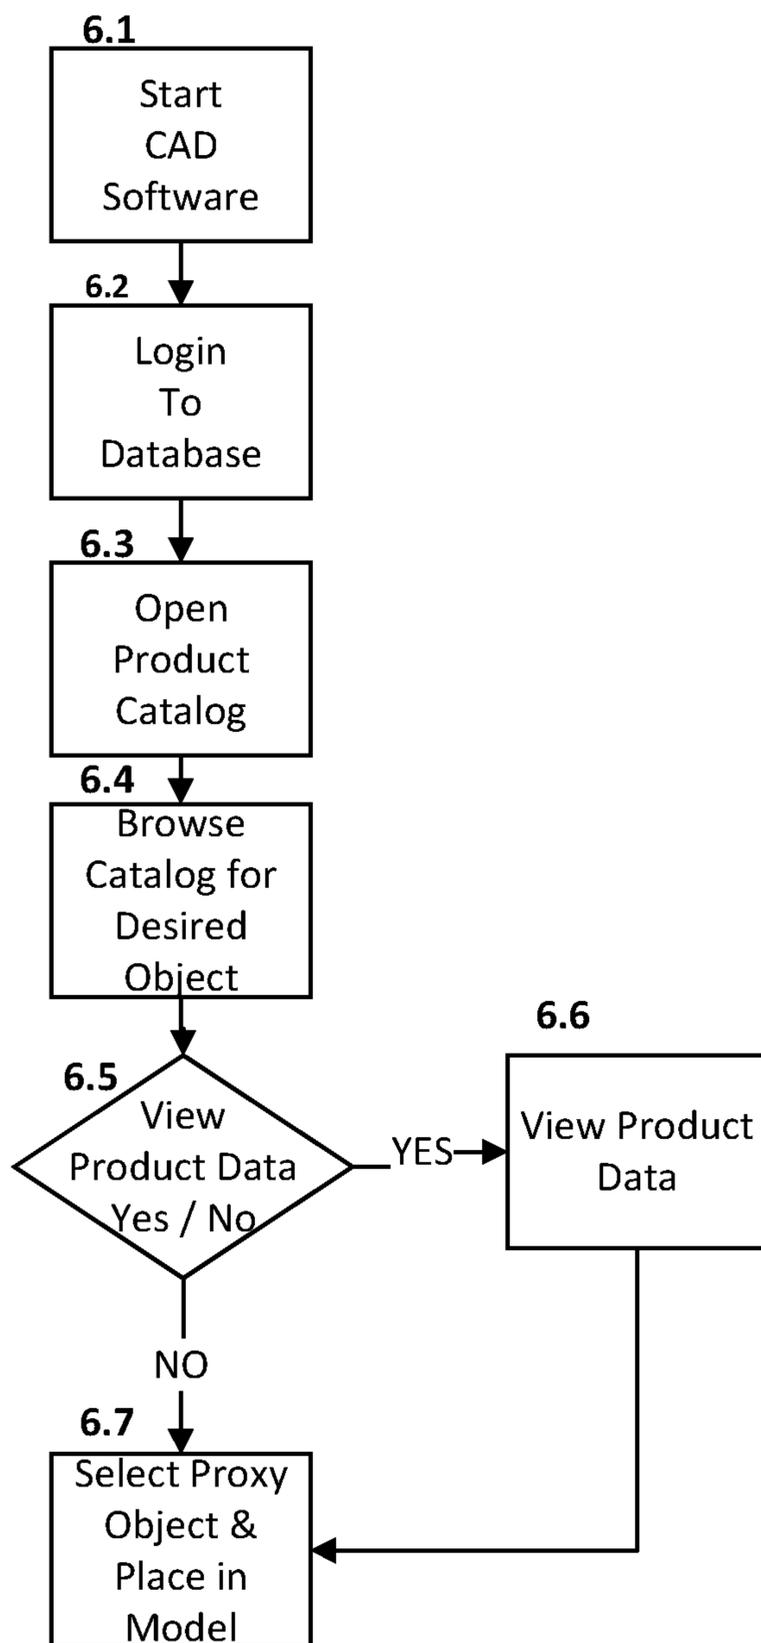 6.1
Start
CAD
Software
6.2
Login
To
Database
6.3
Open
Product
Catalog
6.4
Browse
Catalog for
Desired
Object
6.5
View
Product Data
Yes / No
YES
6.6
View Product
Data
NO
6.7
Select Proxy
Object &
Place in
Model